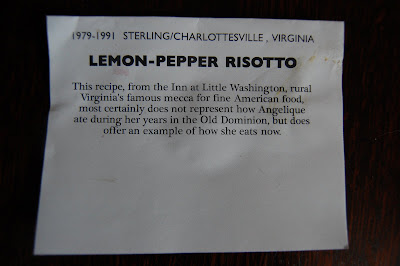 1979-1991 STERLING/CHARLOTTESVILLE, VIRGINIA
LEMON-PEPPER RISOTTO
This recipe, from the Inn at Little Washington, rural
Virginia's famous mecca for fine American food,
most certainly does not represent how Angelique
ate during her years in the Old Dominion, but does
offer an example of how she eats now.